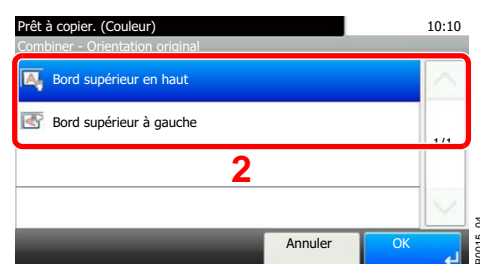 Prêt à copier. (Couleur) 10:10
Combiner - Orientation original
Bord supérieur en haut
Bord supérieur à gauche
1/1
2
Annuler OK